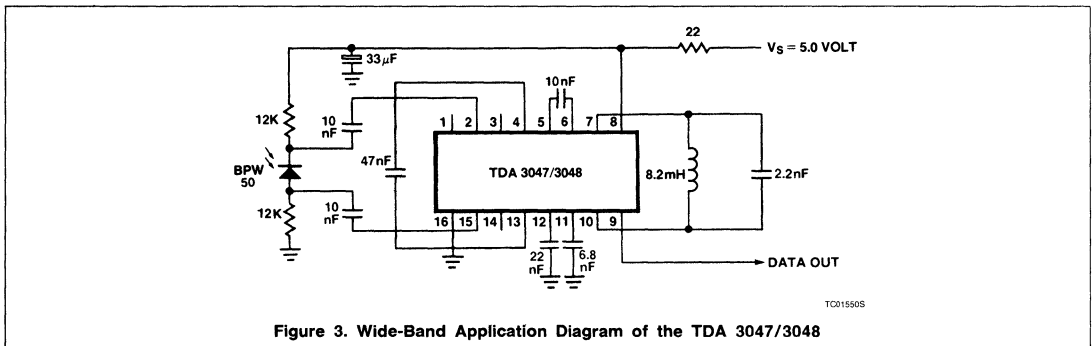 22
V_S = 5.0 VOLT
33μF
10nF
12K
10
nF
1 2 3 4 5 6 7 8
BPW
50
47nF
TDA 3047/3048
8.2mH
2.2nF
12K
10
nF
16 15 14 13 12 11 10 9
22
nF
6.8
nF
DATA OUT
TC01550S
Figure 3. Wide-Band Application Diagram of the TDA 3047/3048